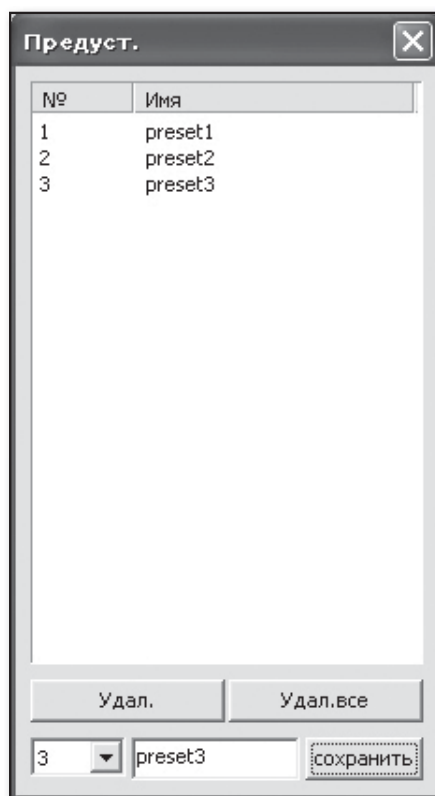 Предуст.
№ Имя
1 preset1
2 preset2
3 preset3
Удал. Удал.все
3 preset3 сохранить